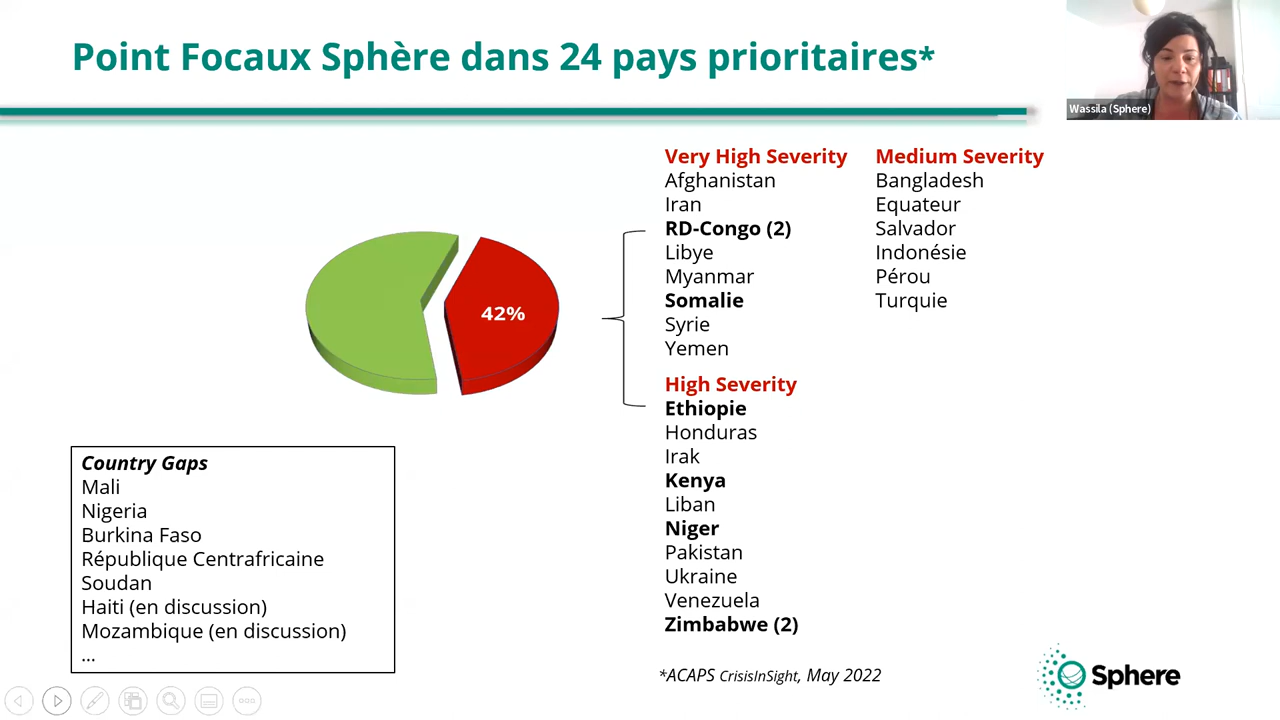 Point Focaux Sphère dans 24 pays prioritaires*
Wassila (Sphere)
42%
Very High Severity
Afghanistan
Iran
RD-Congo (2)
Libye
Myanmar
Somalie
Syrie
Yemen
High Severity
Ethiopie
Honduras
Irak
Kenya
Liban
Niger
Pakistan
Ukraine
Venezuela
Zimbabwe (2)
Medium Severity
Bangladesh
Equateur
Salvador
Indonésie
Pérou
Turquie
Country Gaps
Mali
Nigeria
Burkina Faso
République Centrafricaine
Soudan
Haiti (en discussion)
Mozambique (en discussion)
...
*ACAPS CrisisInSight, May 2022
Sphere